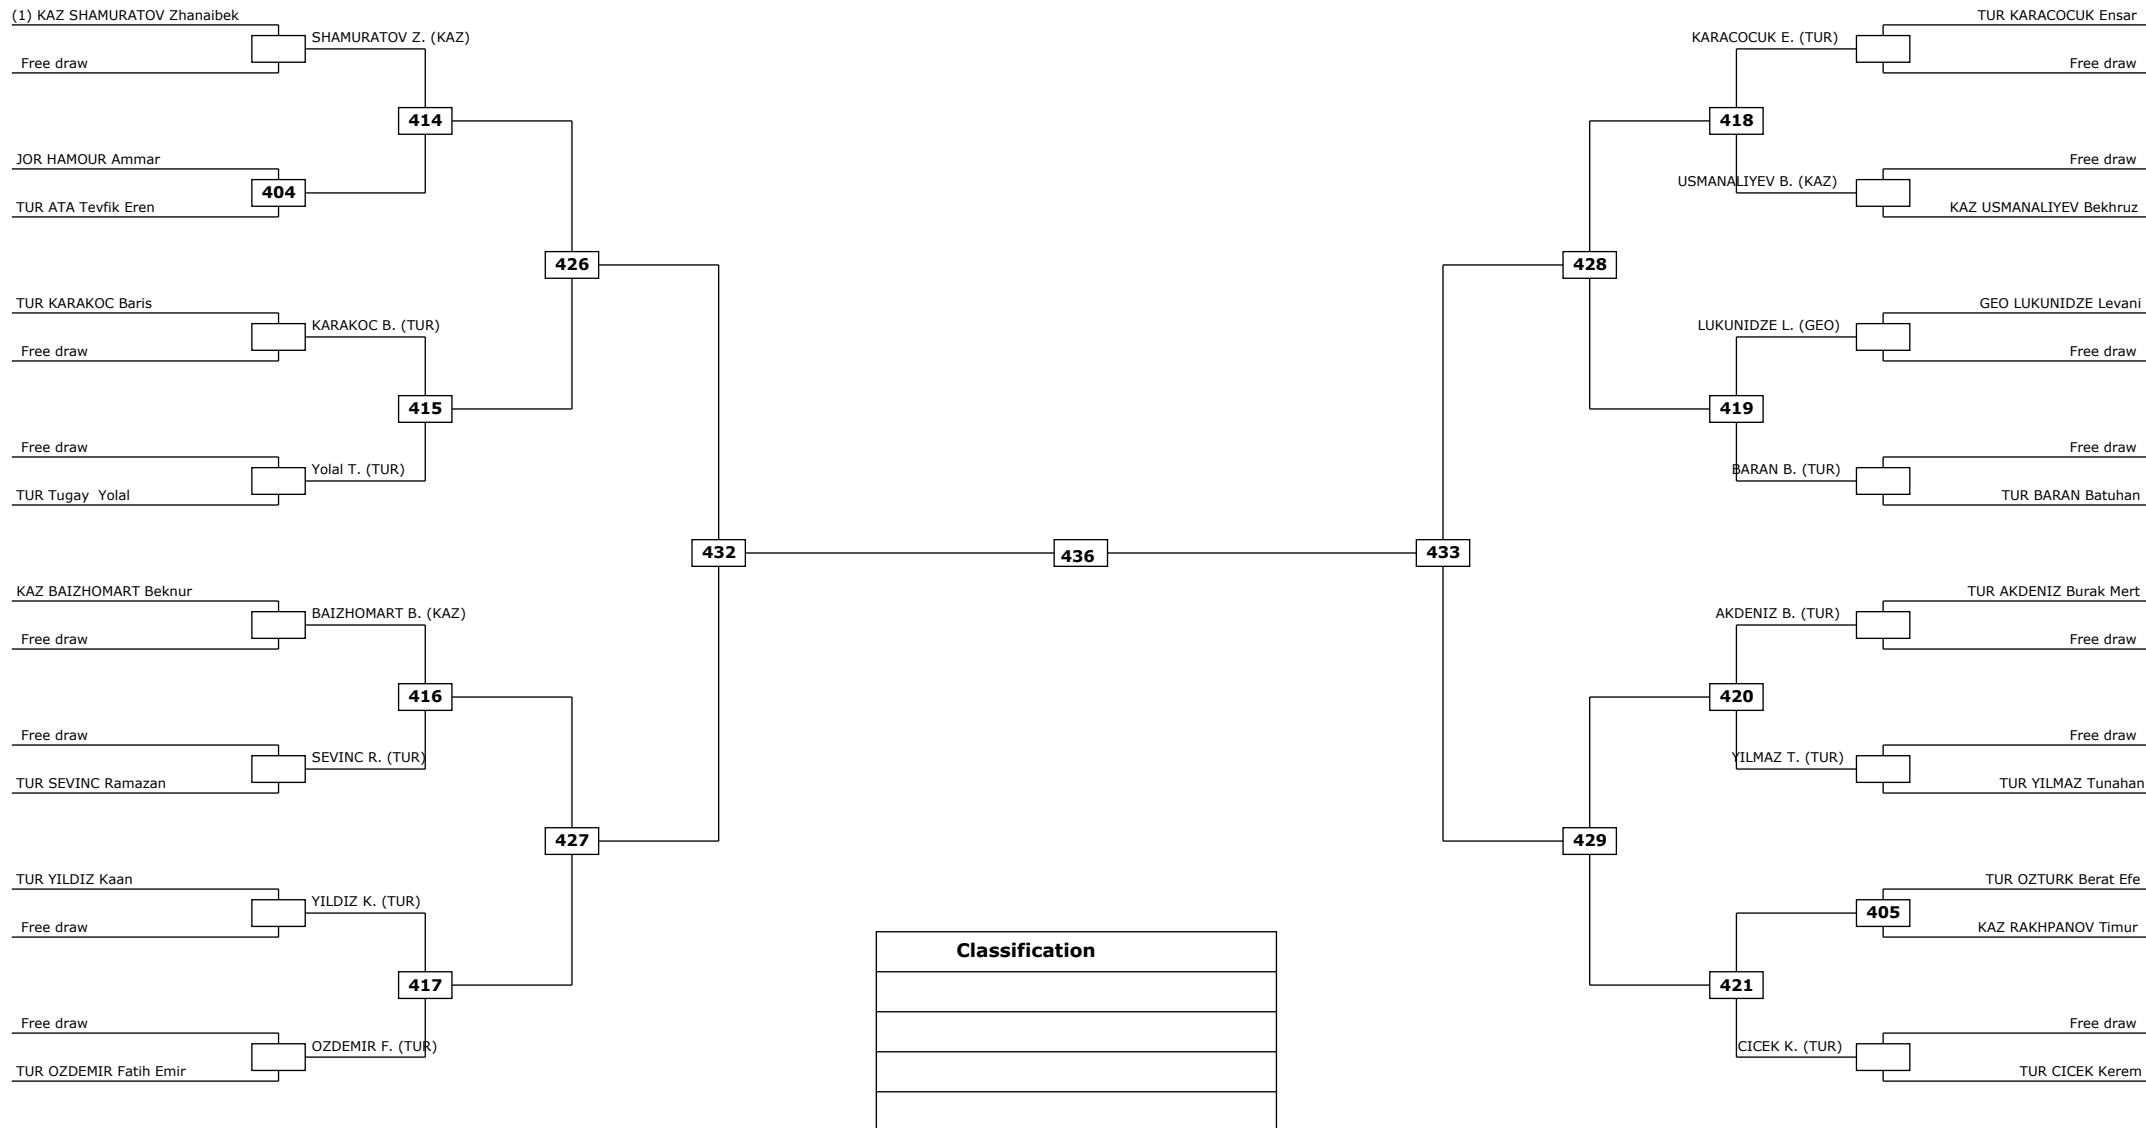 (1) KAZ SHAMURATOV Zhanaibek
SHAMURATOV Z. (KAZ)
Free draw
414
JOR HAMOUR Ammar
404
TUR ATA Tevfik Eren
426
TUR KARAKOC Baris
KARAKOC B. (TUR)
Free draw
415
Free draw
Yolal T. (TUR)
TUR Tugay  Yolal
432
KAZ BAIZHOMART Beknur
BAIZHOMART B. (KAZ)
Free draw
416
Free draw
SEVINC R. (TUR)
TUR SEVINC Ramazan
427
TUR YILDIZ Kaan
YILDIZ K. (TUR)
Free draw
417
Free draw
OZDEMIR F. (TUR)
TUR OZDEMIR Fatih Emir
436
TUR KARACOCUK Ensar
KARACOCUK E. (TUR)
Free draw
418
Free draw
USMANALIYEV B. (KAZ)
KAZ USMANALIYEV Bekhruz
428
GEO LUKUNIDZE Levani
LUKUNIDZE L. (GEO)
Free draw
419
Free draw
BARAN B. (TUR)
TUR BARAN Batuhan
433
TUR AKDENIZ Burak Mert
AKDENIZ B. (TUR)
Free draw
420
Free draw
YILMAZ T. (TUR)
TUR YILMAZ Tunahan
429
TUR OZTURK Berat Efe
405
KAZ RAKHPANOV Timur
421
Free draw
CICEK K. (TUR)
TUR CICEK Kerem
Classification